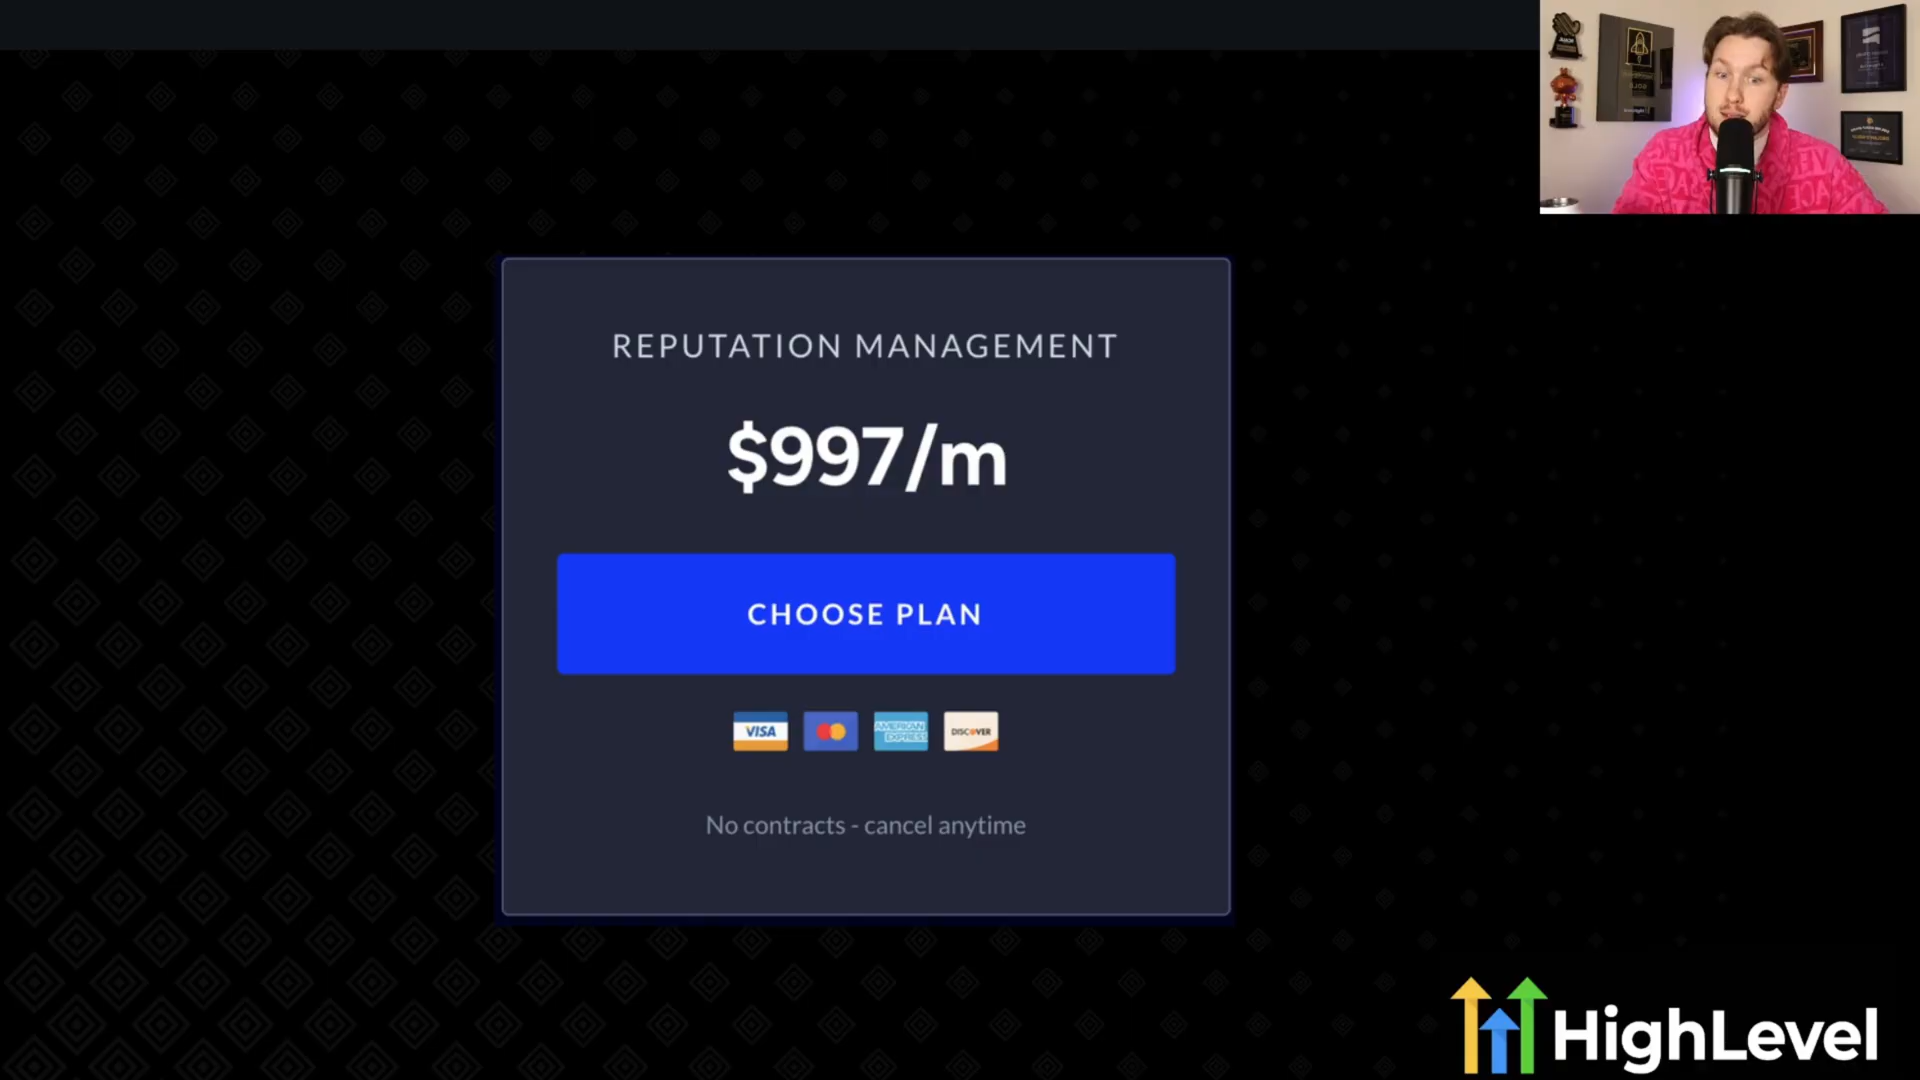 REPUTATION MANAGEMENT
$997/m
CHOOSE PLAN
VISA
AMERICAN
EXPRESS
DISCOVER
No contracts - cancel anytime
HighLevel